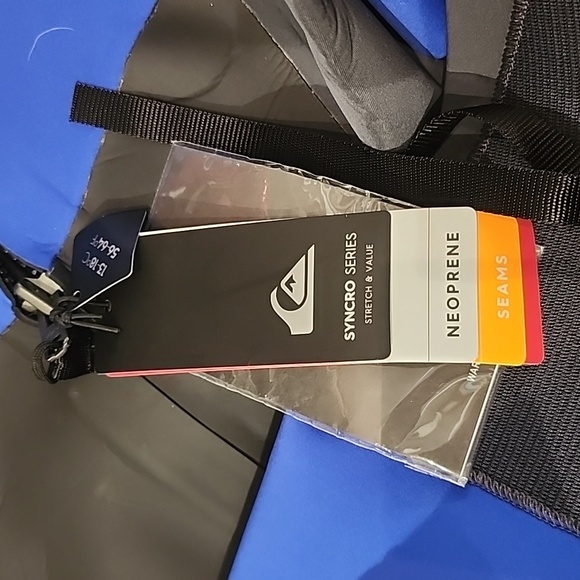 13-18°C
56-64°F
SYNCRO SERIES
STRETCH & VALUE
NEOPRENE
SEAMS